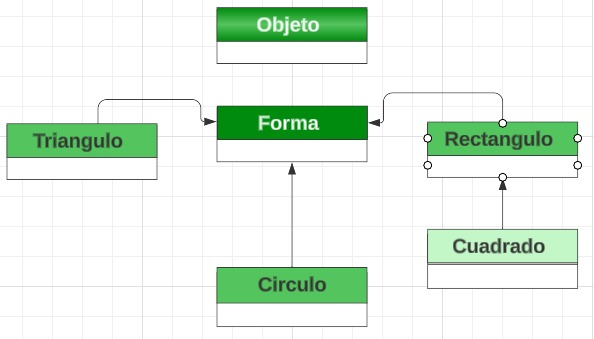 Objeto
Forma
Triangulo
Rectangulo
Cuadrado
Circulo